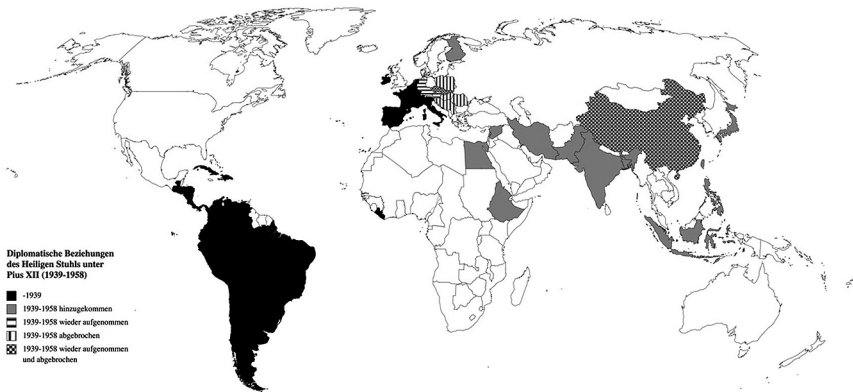 Diplomatische Beziehungen
des Heiligen Stuhls unter
Pius XII (1939-1958)
-1939
1939-1958 hinzugekommen
1939-1958 wieder aufgenommen
1939-1958 abgebrochen
1939-1958 wieder aufgenommen
und abgebrochen